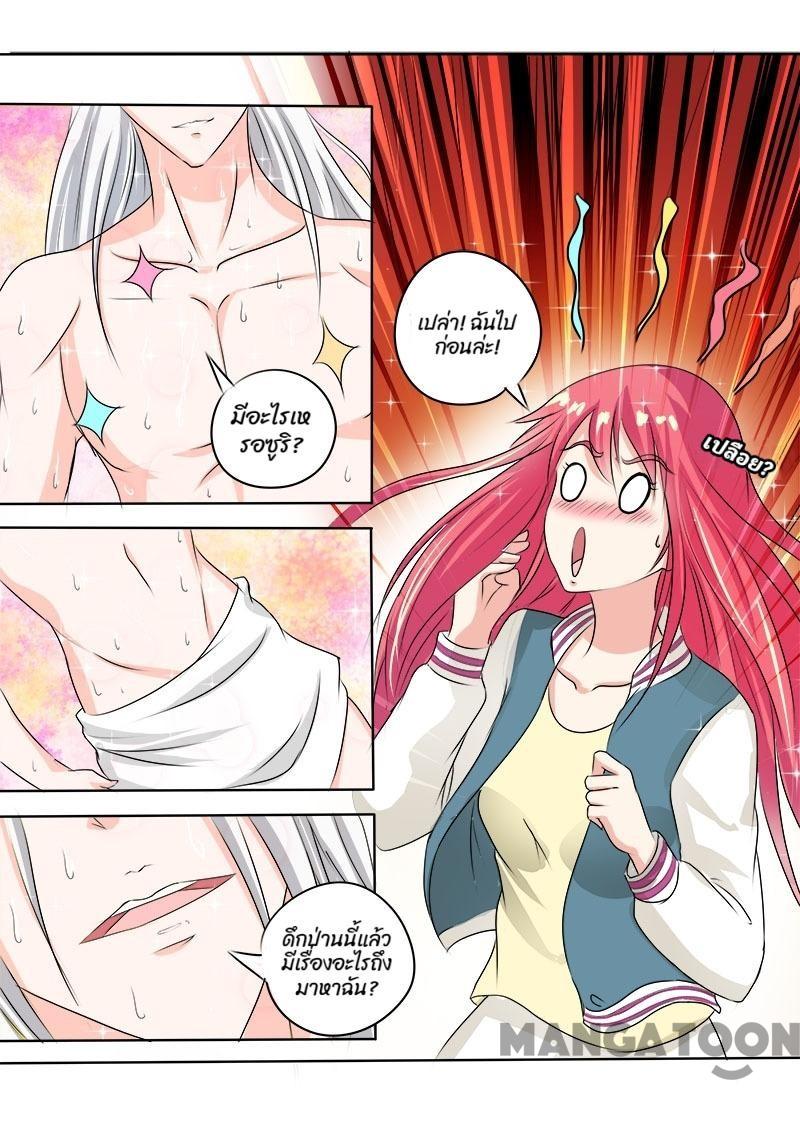 มีอะไรเห
รอซูริ?
ดึกป่านนี้แล้ว
มีเรื่องอะไรถึง
มาหาฉัน?
เปล่า! ฉันไป
ก่อนล่ะ!
เปลือย?
MANGATOON